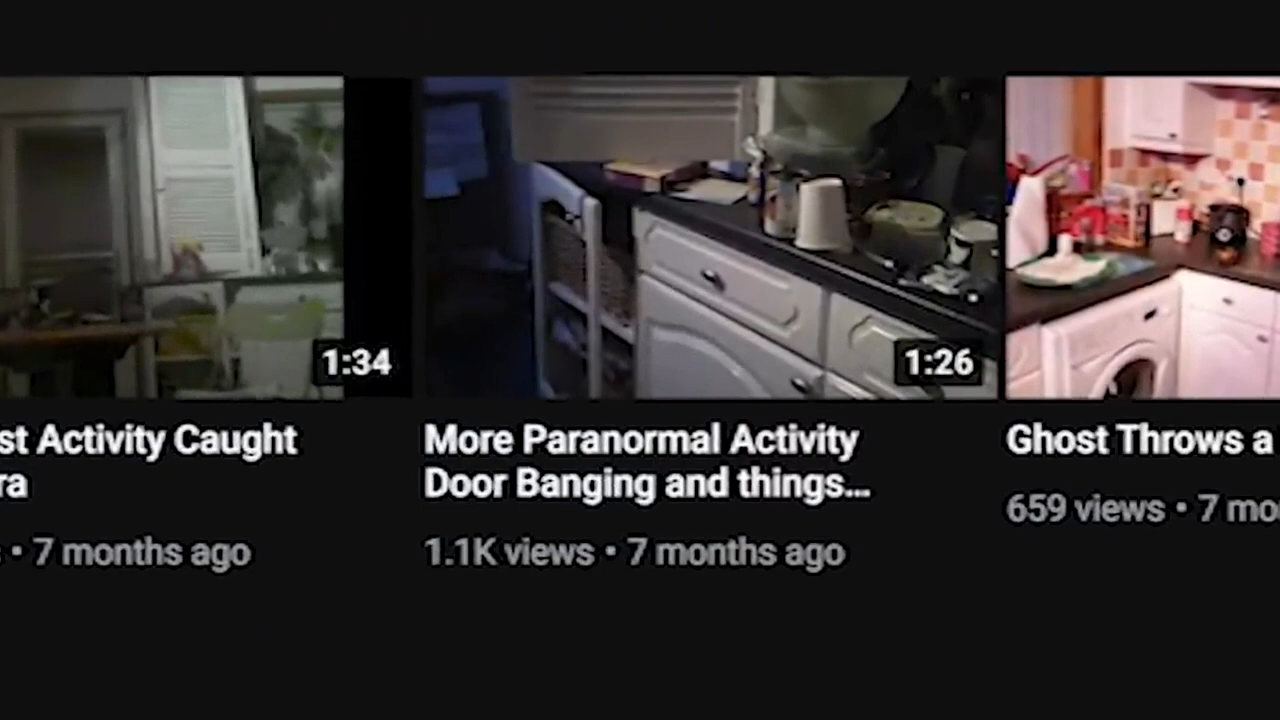 1:34
1:26
st Activity Caught
ra
7 months ago
More Paranormal Activity
Door Banging and things...
1.1K views • 7 months ago
Ghost Throws a
659 views • 7 mo